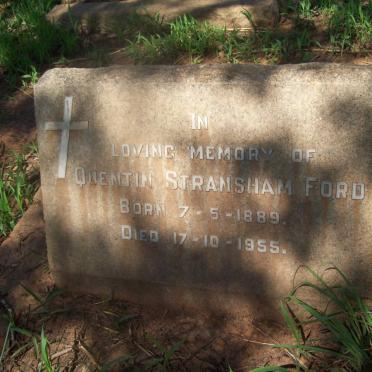 IN
LOVING MEMORY OF
QUENTIN STRANSHAM FORD
BORN 7-5-1889.
DIED 17-10-1955.